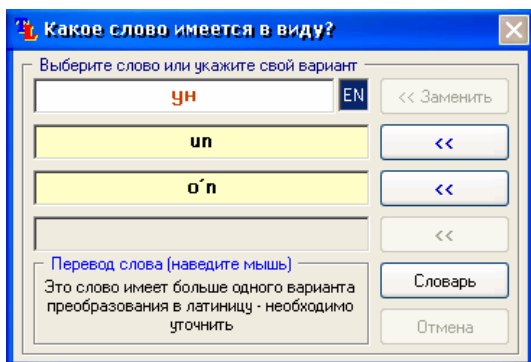 TL Какое слово имеется в виду?
Выберите слово или укажите свой вариант
ун EN << Заменить
un <<
o´n <<
<<
Перевод слова (наведите мышь)
Это слово имеет больше одного варианта
преобразования в латиницу - необходимо
уточнить
Словарь
Отмена